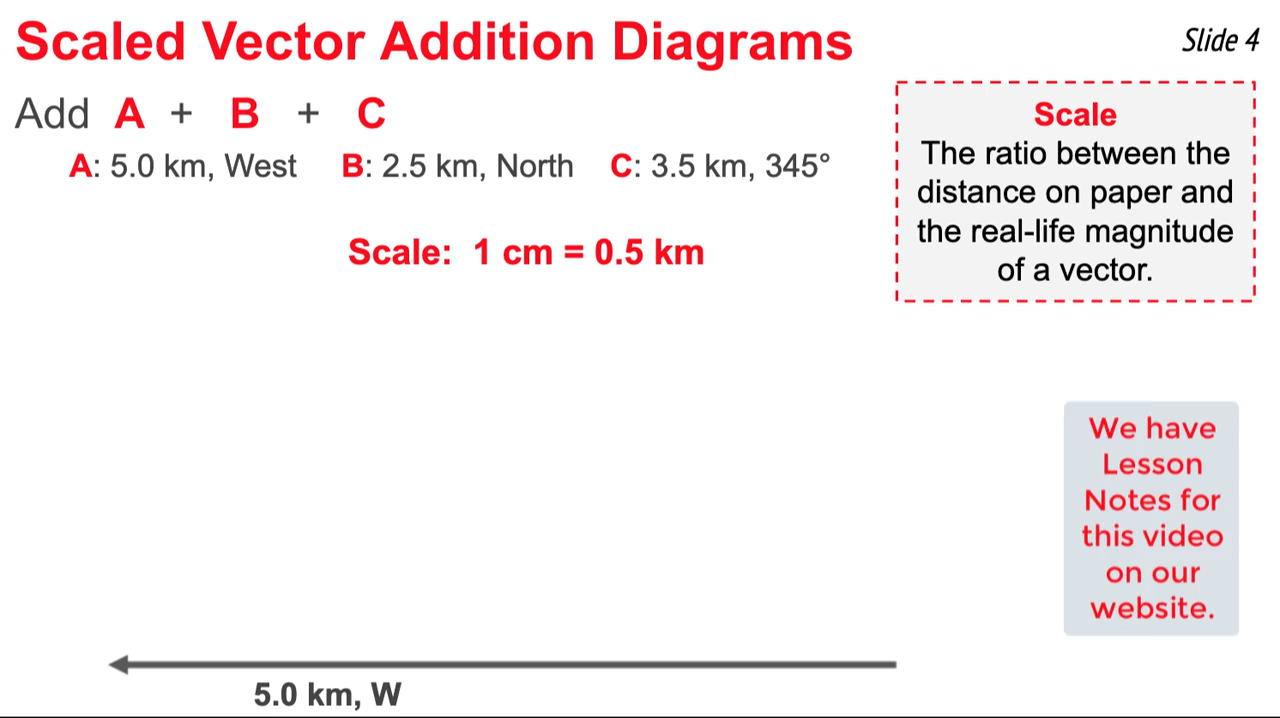 Scaled Vector Addition Diagrams
Slide 4
Add A + B + C
A: 5.0 km, West B: 2.5 km, North C: 3.5 km, 345°
Scale: 1 cm = 0.5 km
Scale
The ratio between the
distance on paper and
the real-life magnitude
of a vector.
We have
Lesson
Notes for
this video
on our
website.
5.0 km, W